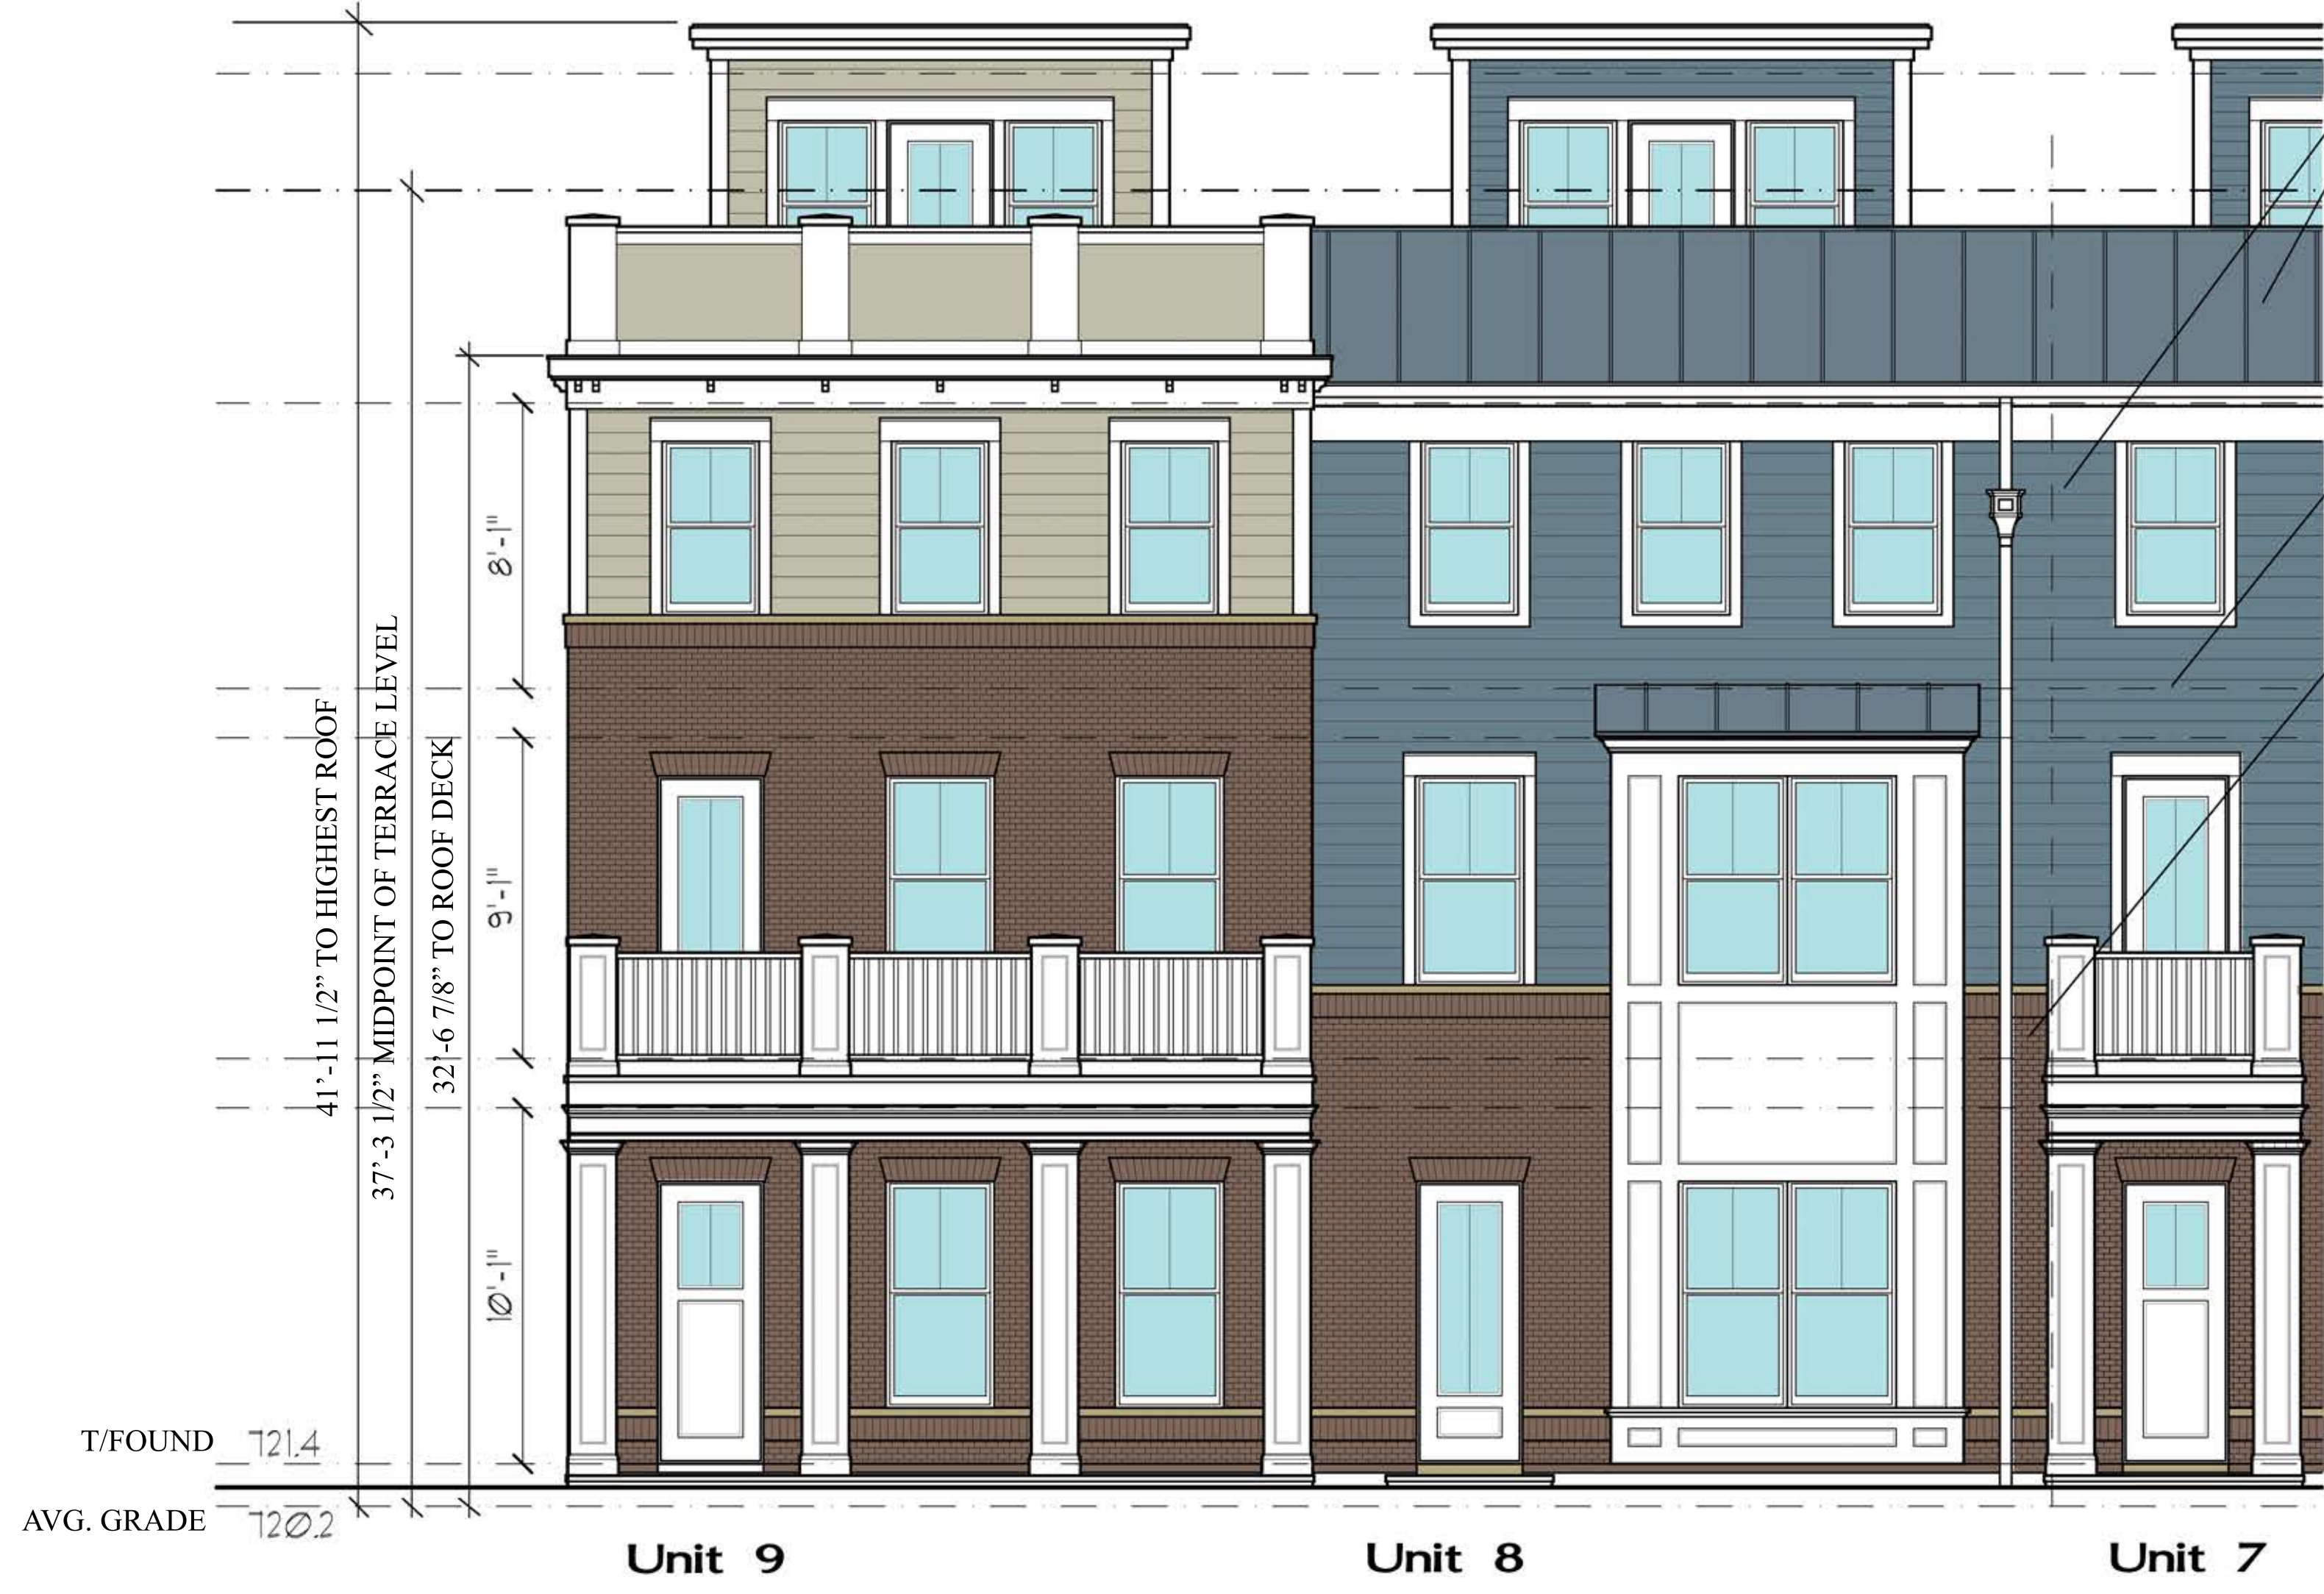 41'-11 1/2" TO HIGHEST ROOF
37'-3 1/2" MIDPOINT OF TERRACE LEVEL
32'-6 7/8" TO ROOF DECK
8'-1"
9'-1"
10'-1"
T/FOUND 721.4
AVG. GRADE 720.2
Unit 9
Unit 8
Unit 7